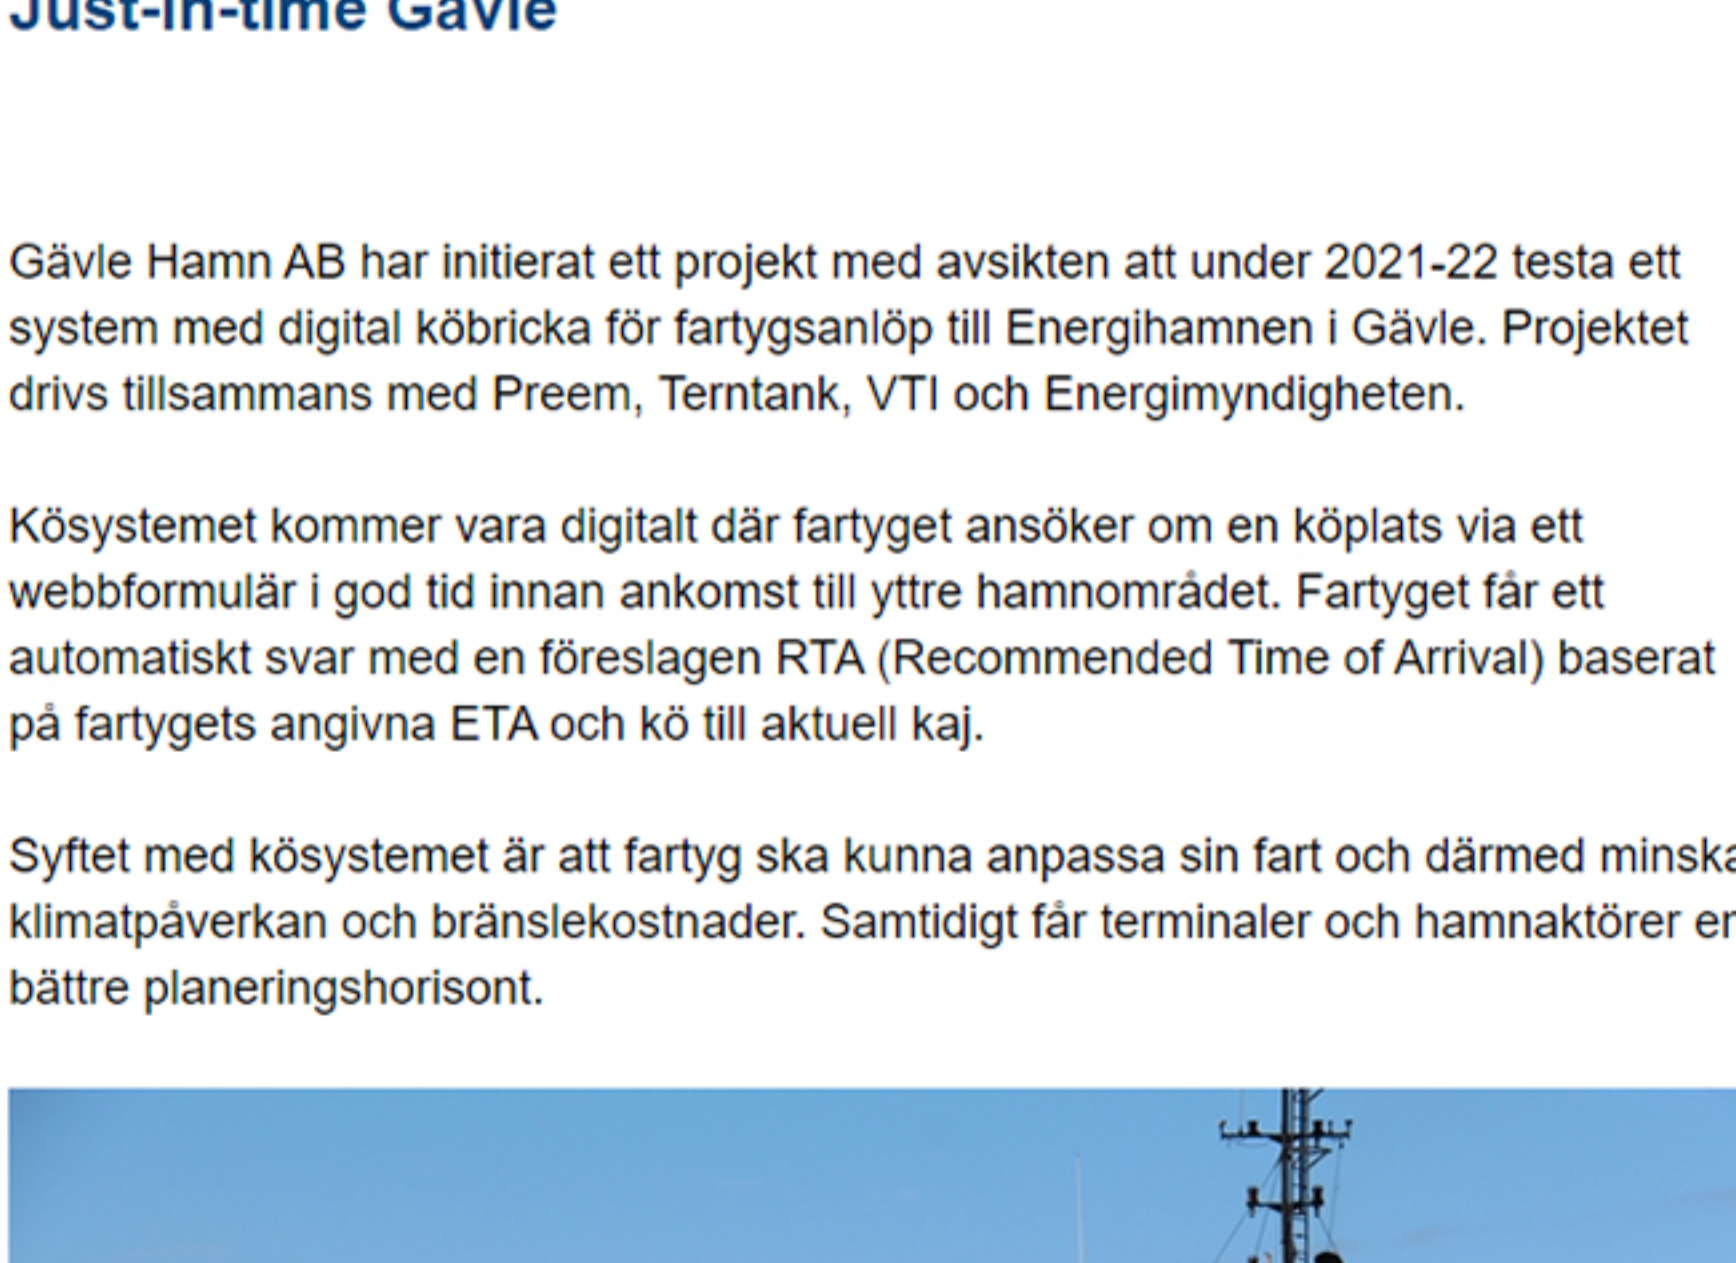 Just-in-time Gävle
Gävle Hamn AB har initierat ett projekt med avsikten att under 2021-22 testa ett
system med digital köbricka för fartygsanlöp till Energihamnen i Gävle. Projektet
drivs tillsammans med Preem, Terntank, VTI och Energimyndigheten.
Kösystemet kommer vara digitalt där fartyget ansöker om en köplats via ett
webbformulär i god tid innan ankomst till yttre hamnområdet. Fartyget får ett
automatiskt svar med en föreslagen RTA (Recommended Time of Arrival) baserat
på fartygets angivna ETA och kö till aktuell kaj.
Syftet med kösystemet är att fartyg ska kunna anpassa sin fart och därmed minska
klimatpåverkan och bränslekostnader. Samtidigt får terminaler och hamnaktörer en
bättre planeringshorisont.